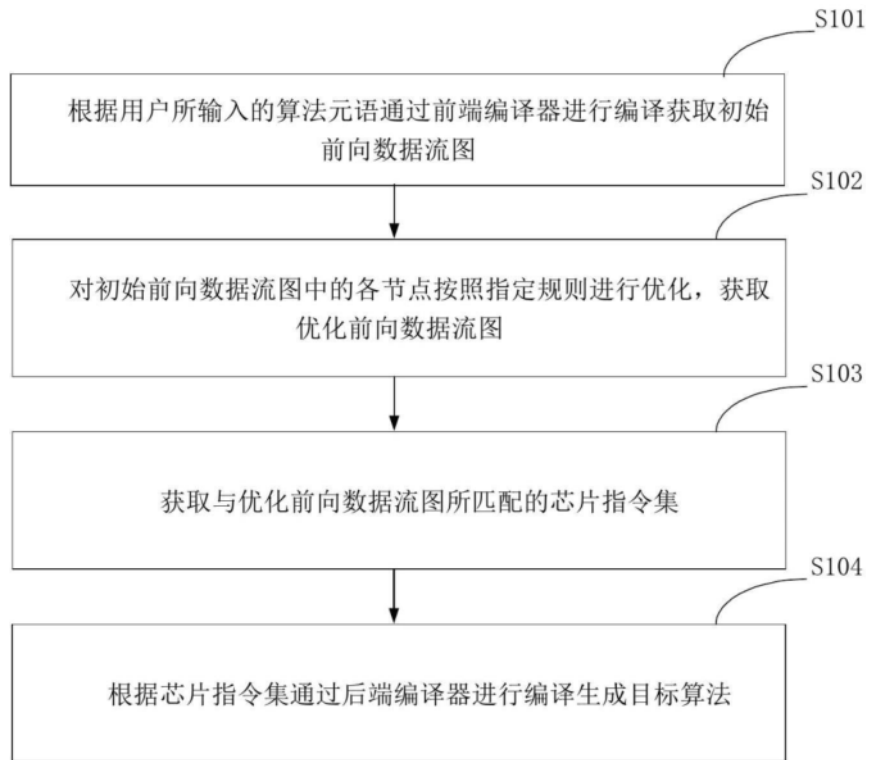 S101
根据用户所输入的算法元语通过前端编译器进行编译获取初始
前向数据流图
S102
对初始前向数据流图中的各节点按照指定规则进行优化，获取
优化前向数据流图
S103
获取与优化前向数据流图所匹配的芯片指令集
S104
根据芯片指令集通过后端编译器进行编译生成目标算法